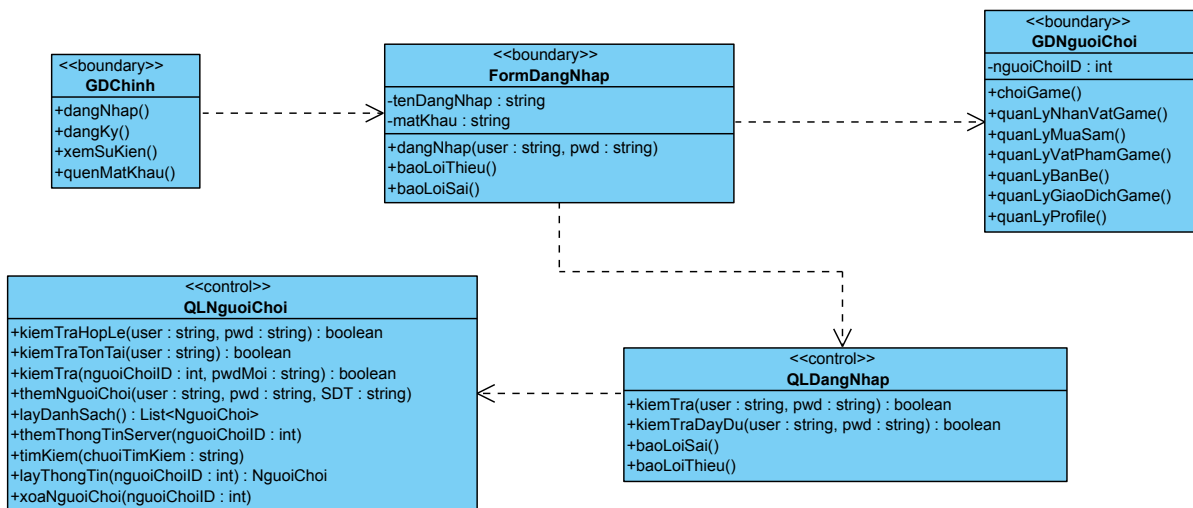 <<boundary>>
GDChinh
+dangNhap()
+dangKy()
+xemSuKien()
+quenMatKhau()
<<boundary>>
FormDangNhap
-tenDangNhap : string
-matKhau : string
+dangNhap(user : string, pwd : string)
+baoLoiThieu()
+baoLoiSai()
<<boundary>>
GDNguoiChoi
-nguoiChoiID : int
+choiGame()
+quanLyNhanVatGame()
+quanLyMuaSam()
+quanLyVatPhamGame()
+quanLyBanBe()
+quanLyGiaoDichGame()
+quanLyProfile()
<<control>>
QLNguoiChoi
+kiemTraHopLe(user : string, pwd : string) : boolean
+kiemTraTonTai(user : string) : boolean
+kiemTra(nguoiChoiID : int, pwdMoi : string) : boolean
+themNguoiChoi(user : string, pwd : string, SDT : string)
+layDanhSach() : List<NguoiChoi>
+themThongTinServer(nguoiChoiID : int)
+timKiem(chuoiTimKiem : string)
+layThongTin(nguoiChoiID : int) : NguoiChoi
+xoaNguoiChoi(nguoiChoiID : int)
<<control>>
QLDangNhap
+kiemTra(user : string, pwd : string) : boolean
+kiemTraDayDu(user : string, pwd : string) : boolean
+baoLoiSai()
+baoLoiThieu()